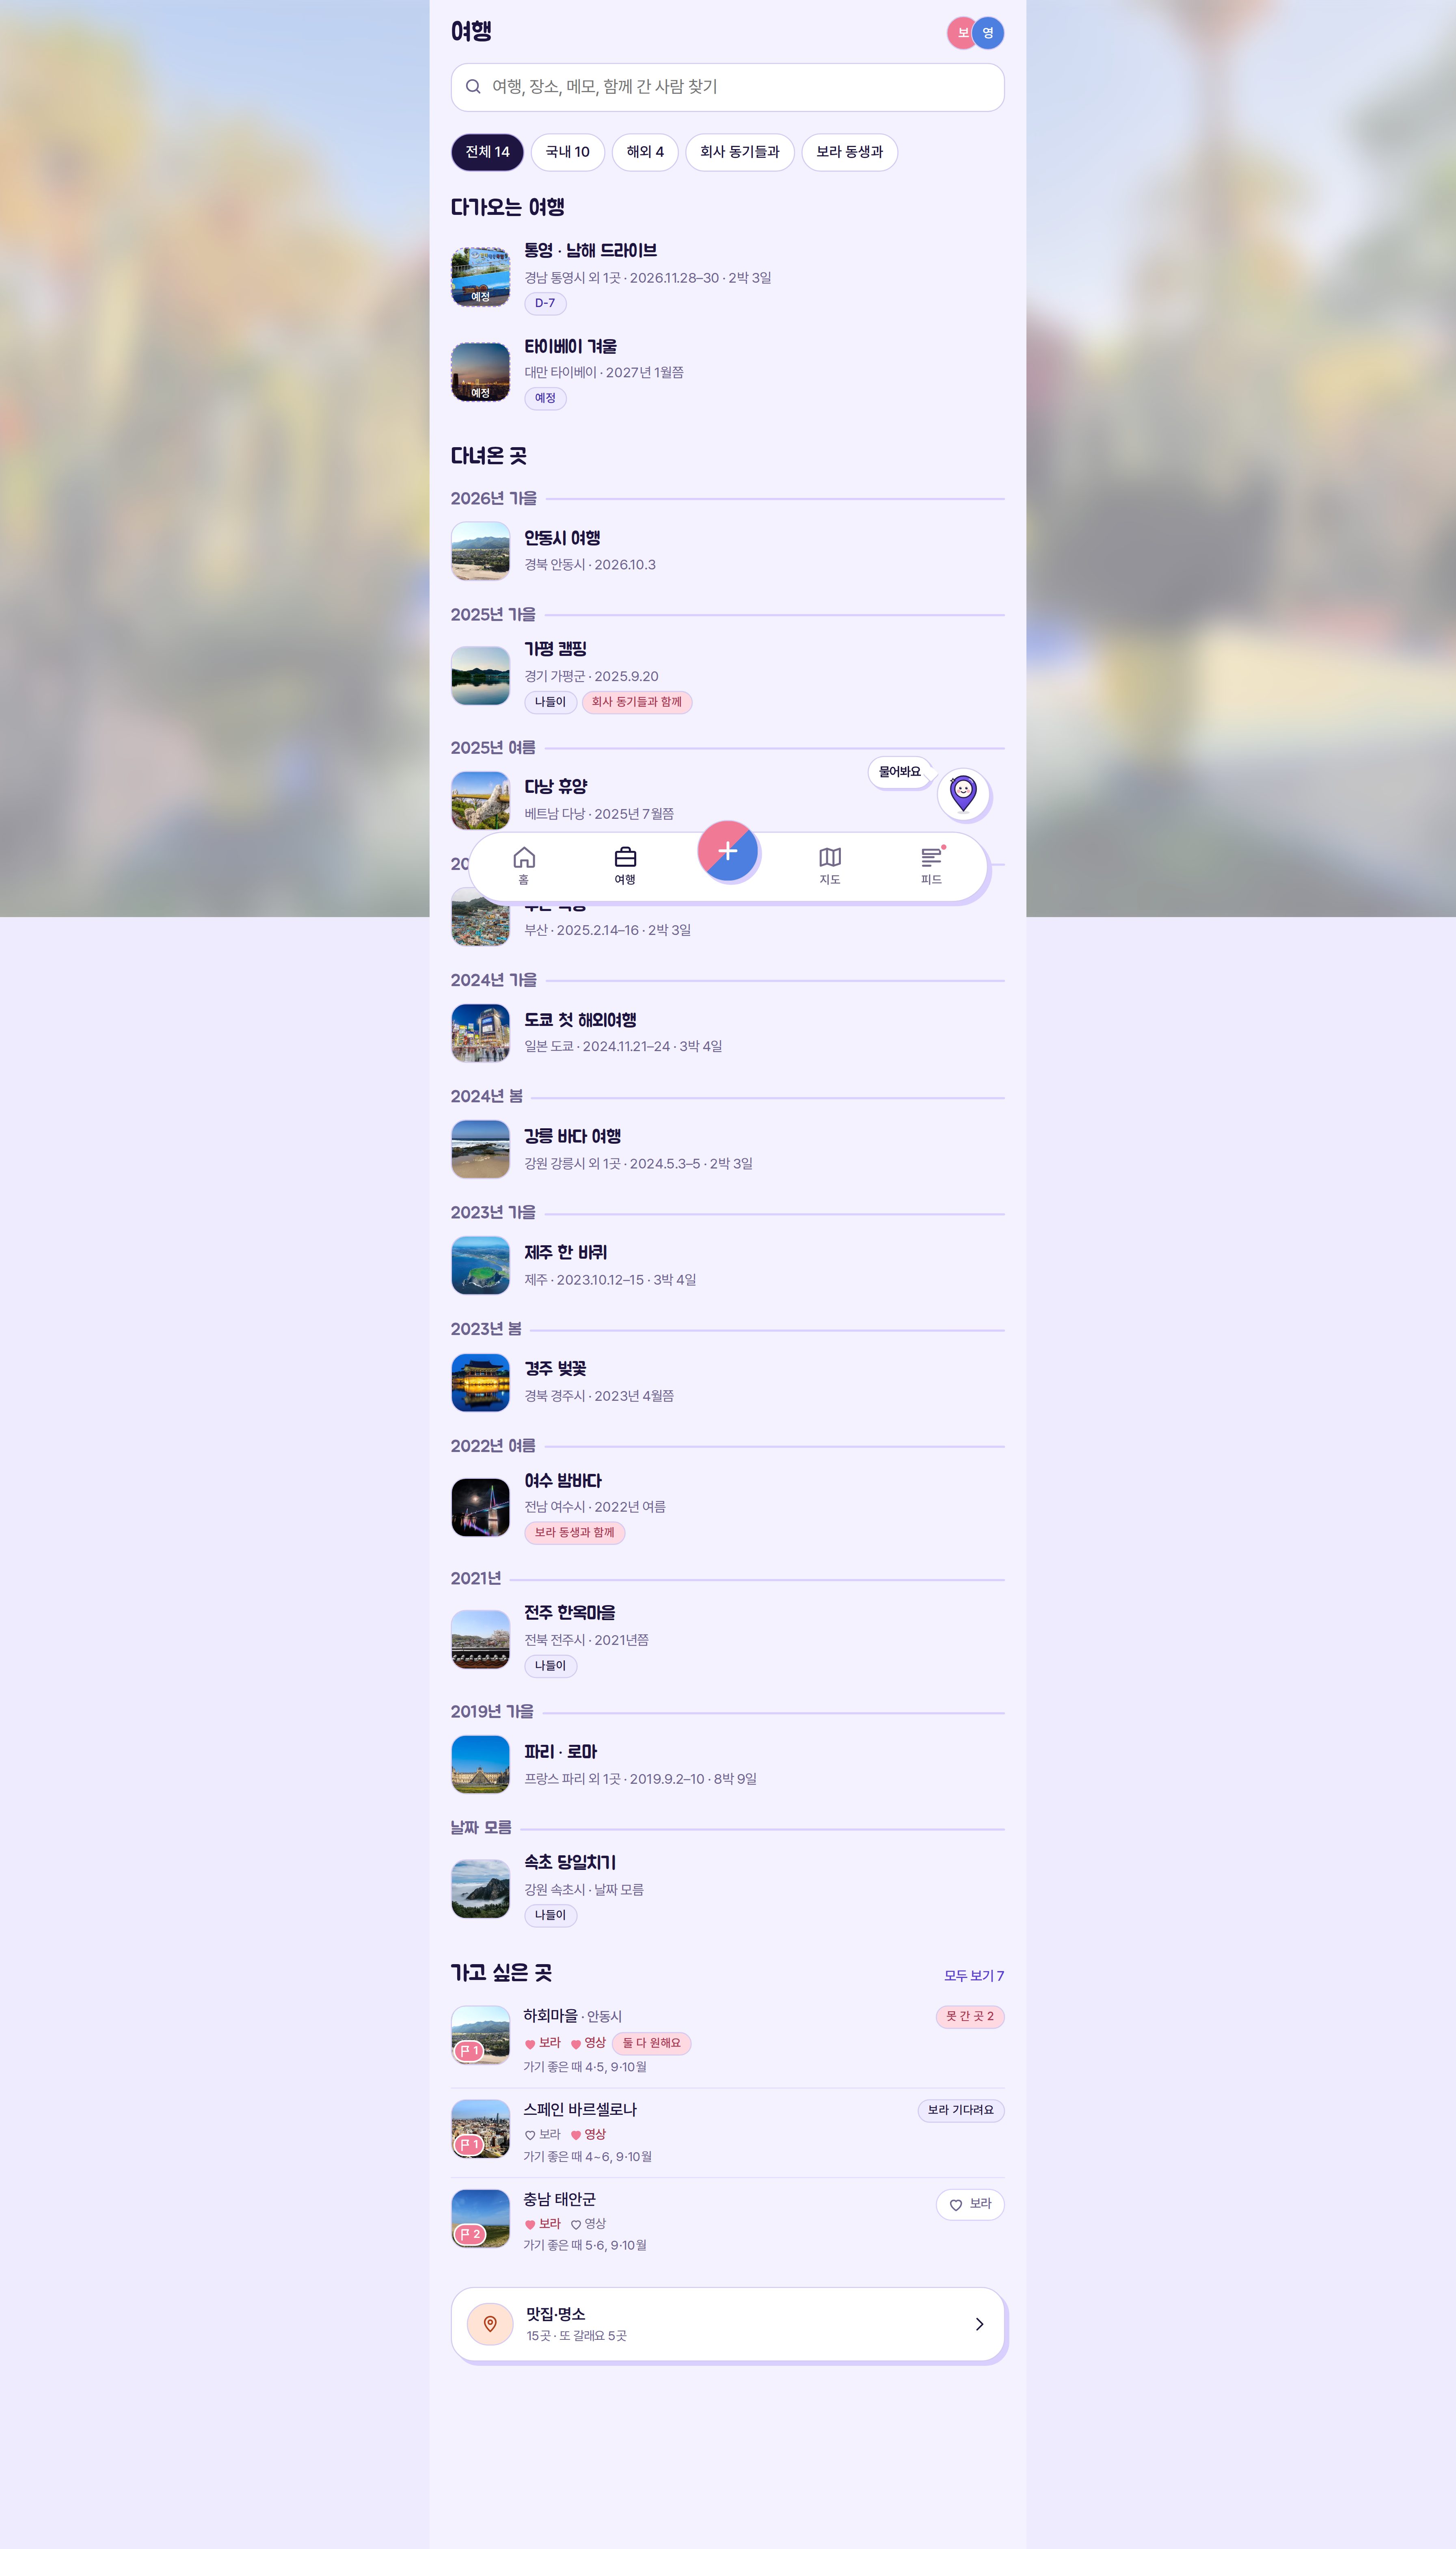 여행
보 영
여행, 장소, 메모, 함께 간 사람 찾기
전체 14 국내 10 해외 4 회사 동기들과 보라 동생과
다가오는 여행
통영 · 남해 드라이브
경남 통영시 외 1곳 · 2026.11.28–30 · 2박 3일
예정
D-7
타이베이 겨울
대만 타이베이 · 2027년 1월쯤
예정
예정
다녀온 곳
2026년 가을
안동시 여행
경북 안동시 · 2026.10.3
2025년 가을
가평 캠핑
경기 가평군 · 2025.9.20
나들이 회사 동기들과 함께
2025년 여름
물어봐요
다낭 휴양
베트남 다낭 · 2025년 7월쯤
홈 여행 지도 피드
부산 · 2025.2.14–16 · 2박 3일
2024년 가을
도쿄 첫 해외여행
일본 도쿄 · 2024.11.21–24 · 3박 4일
2024년 봄
강릉 바다 여행
강원 강릉시 외 1곳 · 2024.5.3–5 · 2박 3일
2023년 가을
제주 한 바퀴
제주 · 2023.10.12–15 · 3박 4일
2023년 봄
경주 벚꽃
경북 경주시 · 2023년 4월쯤
2022년 여름
여수 밤바다
전남 여수시 · 2022년 여름
보라 동생과 함께
2021년
전주 한옥마을
전북 전주시 · 2021년쯤
나들이
2019년 가을
파리 · 로마
프랑스 파리 외 1곳 · 2019.9.2–10 · 8박 9일
날짜 모름
속초 당일치기
강원 속초시 · 날짜 모름
나들이
가고 싶은 곳 모두 보기 7
하회마을 · 안동시 못 간 곳 2
1 보라 영상 둘 다 원해요
가기 좋은 때 4·5, 9·10월
스페인 바르셀로나 보라 기다려요
1 보라 영상
가기 좋은 때 4~6, 9·10월
충남 태안군 보라
2 보라 영상
가기 좋은 때 5·6, 9·10월
맛집·명소
15곳 · 또 갈래요 5곳